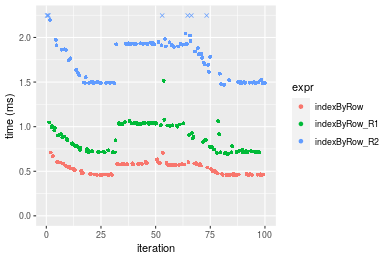 time (ms)
2.0
1.5
1.0
0.5
0.0
0
25
50
75
100
iteration
expr
indexByRow
indexByRow_R1
indexByRow_R2